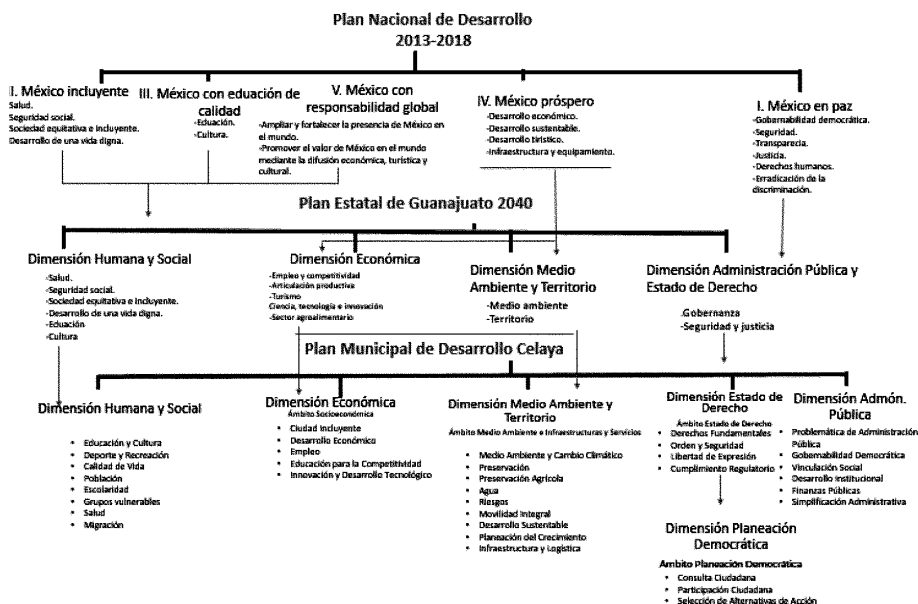 Plan Nacional de Desarrollo
2013-2018
I. México incluyente
Salud.
Seguridad social.
Sociedad equitativa e incluyente.
Desarrollo de una vida digna.
III. México con eduación de
calidad
-Eduación.
-Cultura.
V. México con
responsabilidad global
-Ampliar y fortalecer la presencia de México en
el mundo.
-Promover el valor de México en el mundo
mediante la difusión económica, turística y
cultural.
IV. México próspero
-Desarrollo económico.
-Desarrollo sustentable.
-Desarrollo tirístico.
-Infraestructura y equipamiento.
I. México en paz
-Gobernabilidad democrática.
-Seguridad.
-Transparecia.
-Justicia.
-Derechos humanos.
-Erradicación de la
discriminación.
Plan Estatal de Guanajuato 2040
Dimensión Humana y Social
-Salud.
-Seguridad social.
-Sociedad equitativa e incluyente.
-Desarrollo de una vida digna.
-Eduación
-Cultura
Dimensión Económica
-Empleo y competitividad
-Articulación productiva
-Turismo
Ciencia, tecnología e innovación
-Sector agroalimentario
Dimensión Medio
Ambiente y Territorio
-Medio ambiente
-Territorio
Dimensión Administración Pública y
Estado de Derecho
.Gobernanza
-Seguridad y justicia
Plan Municipal de Desarrollo Celaya
Dimensión Humana y Social
• Educación y Cultura
• Deporte y Recreación
• Calidad de Vida
• Población
• Escolaridad
• Grupos vulnerables
• Salud
• Migración
Dimensión Económica
Ámbito Socioeconómica
• Ciudad Incluyente
• Desarrollo Económico
• Empleo
• Educación para la Competitividad
• Innovación y Desarrollo Tecnológico
Dimensión Medio Ambiente y
Territorio
Ámbito Medio Ambiente e Infraestructuras y Servicios
• Medio Ambiente y Cambio Climático
• Preservación
• Preservación Agrícola
• Agua
• Riesgos
• Movilidad Integral
• Desarrollo Sustentable
• Planeación del Crecimiento
• Infraestructura y Logística
Dimensión Estado de
Derecho
Ámbito Estado de Derecho
• Derechos Fundamentales
• Orden y Seguridad
• Libertad de Expresión
• Cumplimiento Regulatorio
Dimensión Admón.
Pública
• Problemática de Administración
Pública
• Gobernabilidad Democrática
• Vinculación Social
• Desarrollo Institucional
• Finanzas Públicas
• Simplificación Administrativa
Dimensión Planeación
Democrática
Ámbito Planeación Democrática
• Consulta Ciudadana
• Participación Ciudadana
• Selección de Alternativas de Acción